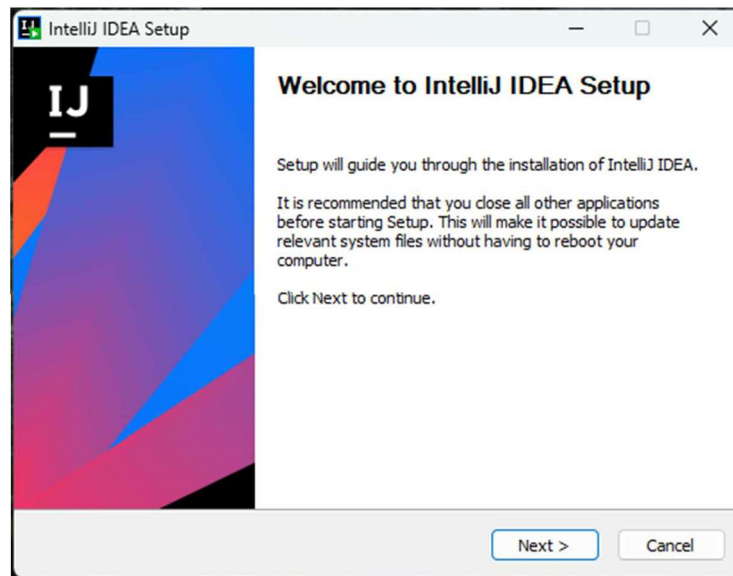 IntelliJ IDEA Setup
IJ
Welcome to IntelliJ IDEA Setup
Setup will guide you through the installation of IntelliJ IDEA.
It is recommended that you close all other applications
before starting Setup. This will make it possible to update
relevant system files without having to reboot your
computer.
Click Next to continue.
Next >
Cancel